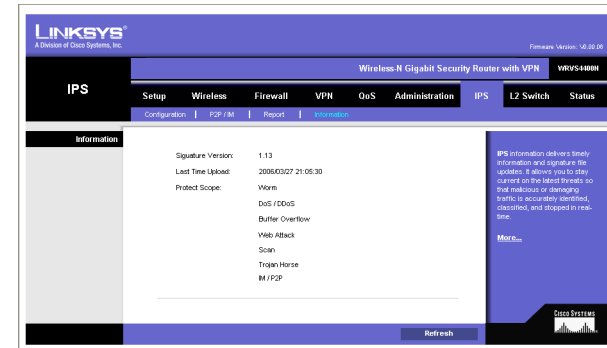 LINKSYS®
A Division of Cisco Systems, Inc.
Firmware Version: V0.00.06
Wireless-N Gigabit Security Router with VPN WRVS4400N
IPS
Setup Wireless Firewall VPN QoS Administration IPS L2 Switch Status
Configuration | P2P / IM | Report | Information
Information
Siguature Version: 1.13
Last Time Upload: 2006/03/27 21:05:30
Protect Scope: Worm
DoS / DDoS
Buffer Overflow
Web Attack
Scan
Trojan Horse
IM / P2P
IPS information delivers timely
information and signature file
updates. It allows you to stay
current on the latest threats so
that malicious or damaging
traffic is accurately identified,
classified, and stopped in real-
time.
More...
Refresh
CISCO SYSTEMS